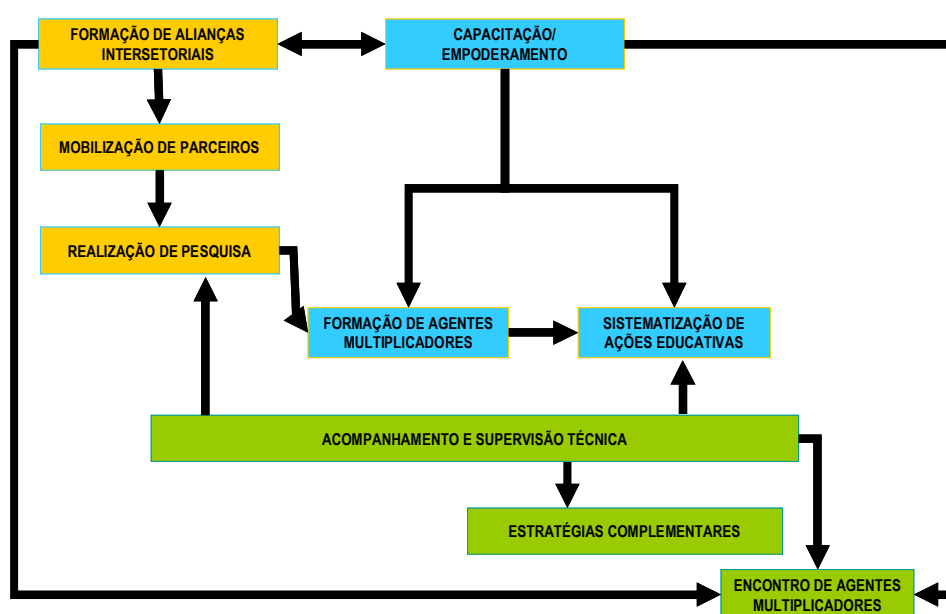 FORMAÇÃO DE ALIANÇAS
INTERSETORIAIS
CAPACITAÇÃO/
EMPODERAMENTO
MOBILIZAÇÃO DE PARCEIROS
REALIZAÇÃO DE PESQUISA
FORMAÇÃO DE AGENTES
MULTIPLICADORES
SISTEMATIZAÇÃO DE
AÇÕES EDUCATIVAS
ACOMPANHAMENTO E SUPERVISÃO TÉCNICA
ESTRATÉGIAS COMPLEMENTARES
ENCONTRO DE AGENTES
MULTIPLICADORES